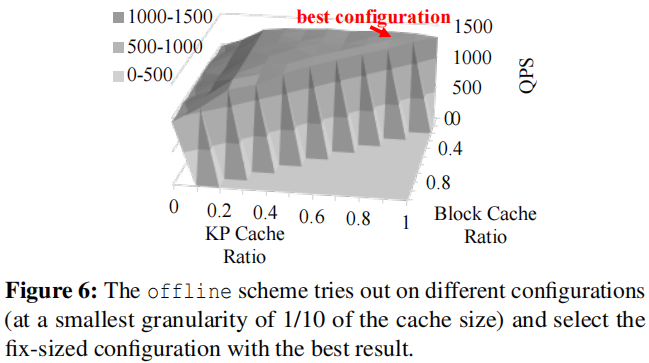 1000-1500
500-1000
0-500
best configuration
1500
1000
500
0
0
0.4
0.8
QPS
0 0.2 0.4 0.6 0.8 1
KP Cache
Ratio
Block Cache
Ratio
Figure 6: The offline scheme tries out on different configurations
(at a smallest granularity of 1/10 of the cache size) and select the
fix-sized configuration with the best result.